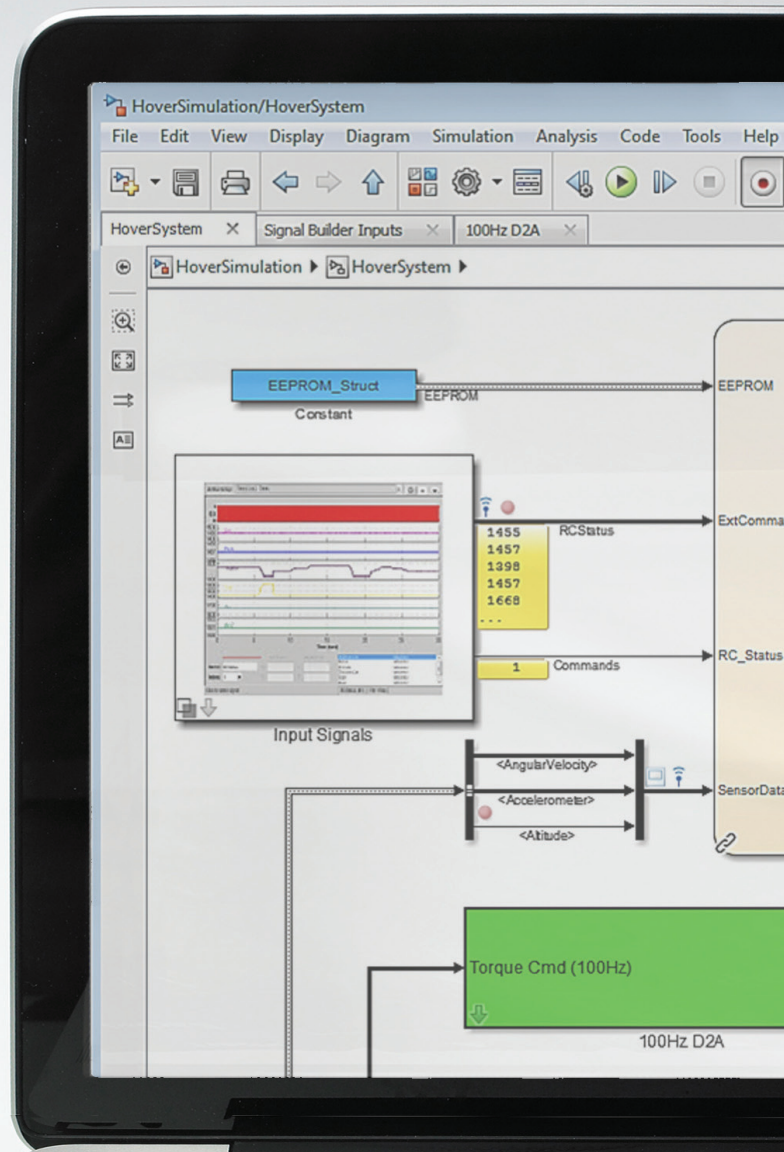 HoverSimulation/HoverSystem
File Edit View Display Diagram Simulation Analysis Code Tools Help
HoverSystem Signal Builder Inputs 100Hz D2A
HoverSimulation HoverSystem
EEPROM_Struct
EEPROM
EEPROM
Constant
1455
1457
1398
1457
1668
...
RCStatus
ExtComma
1
Commands
RC_Status
Input Signals
<AngularVelocity>
<Accelerometer>
<Altitude>
SensorData
Torque Cmd (100Hz)
100Hz D2A